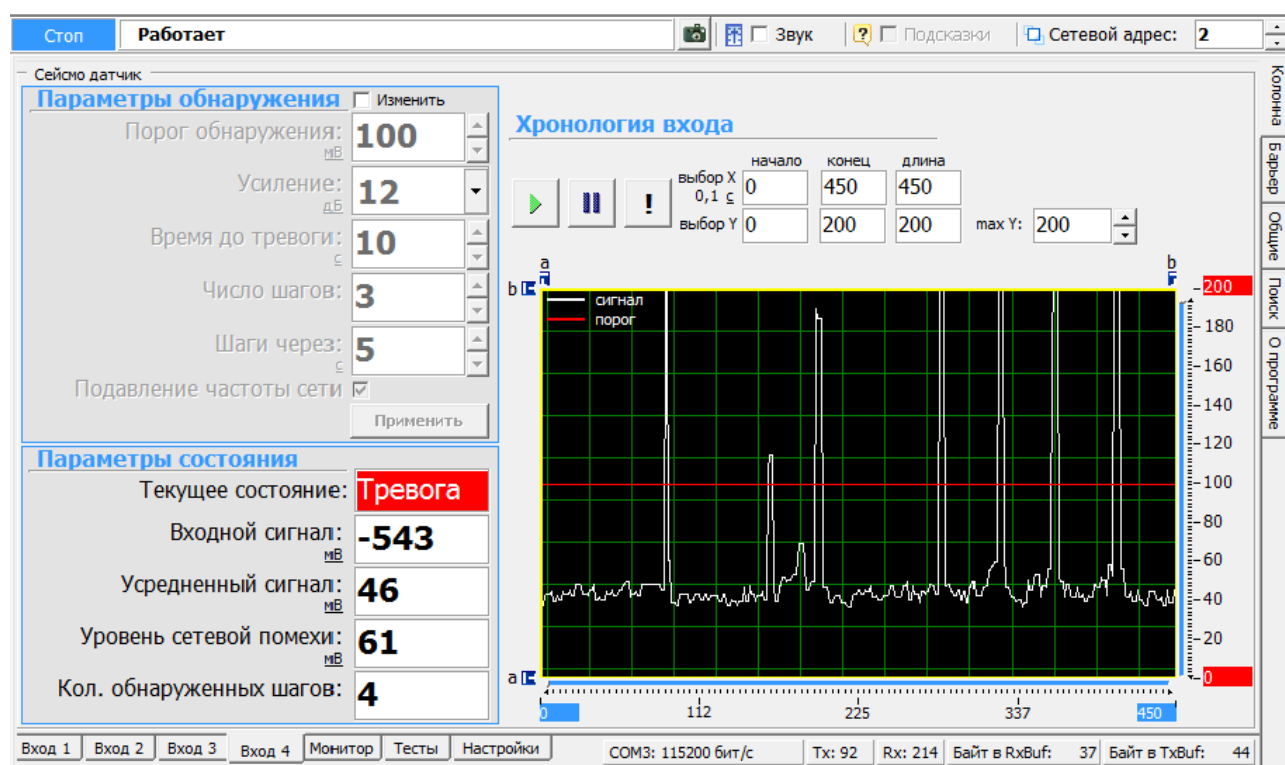 Стоп Работает Звук Подсказки Сетевой адрес: 2
Сейсмо датчик
Параметры обнаружения Изменить
Порог обнаружения: 100
мВ
Усиление: 12
дБ
Время до тревоги: 10
с
Число шагов: 3
Шаги через: 5
с
Подавление частоты сети
Применить
Параметры состояния
Текущее состояние: Тревога
Входной сигнал: -543
мВ
Усредненный сигнал: 46
мВ
Уровень сетевой помехи: 61
мВ
Кол. обнаруженных шагов: 4
Хронология входа
начало конец длина
выбор X 0 450 450
0,1 с
выбор Y 0 200 200 max Y: 200
!
a b
b
сигнал
порог
200
180
160
140
120
100
80
60
40
20
0
a
0 112 225 337 450
Колонна
Барьер
Общие
Поиск
О программе
Вход 1 Вход 2 Вход 3 Вход 4 Монитор Тесты Настройки
COM3: 115200 бит/с Tx: 92 Rx: 214 Байт в RxBuf: 37 Байт в TxBuf: 44